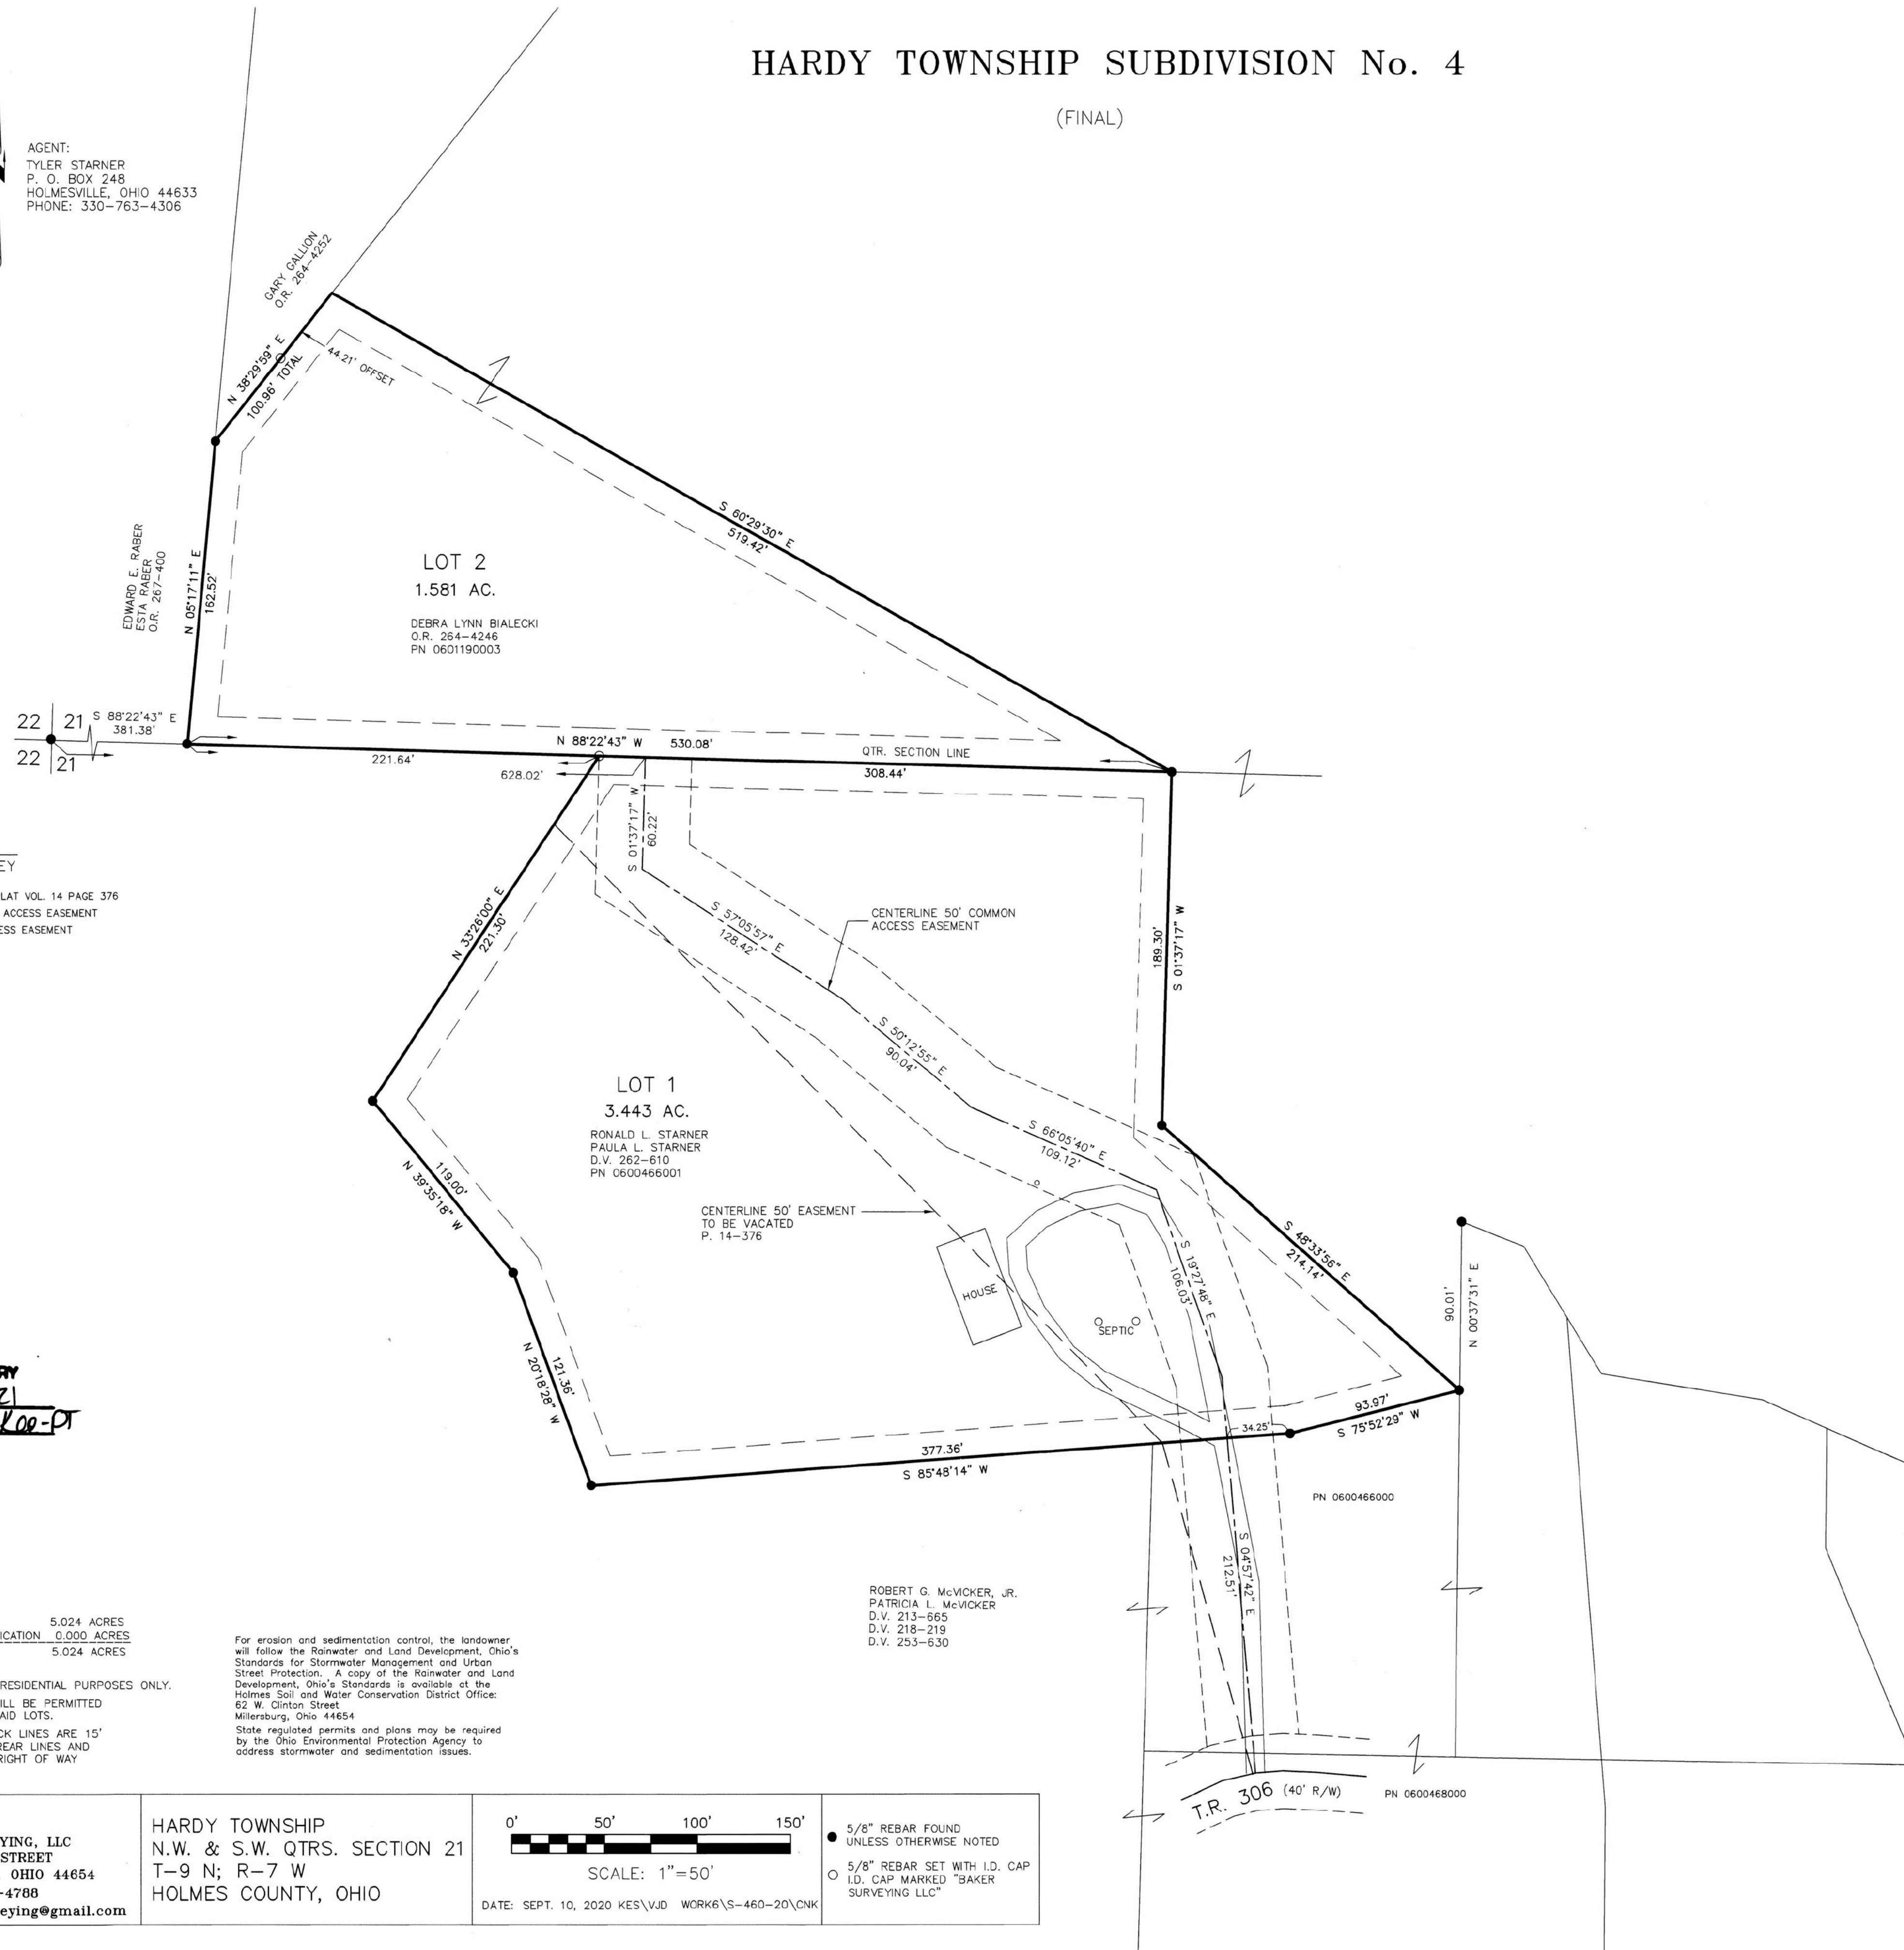 HARDY TOWNSHIP SUBDIVISION No. 4
(FINAL)
AGENT:
TYLER STARNER
P. O. BOX 248
HOLMESVILLE, OHIO 44633
PHONE: 330-763-4306
GARY GALLION
O.R. 264-4252
N 38°29'59" E
100.96' TOTAL
44.21' OFFSET
S 60°29'30" E
519.42'
EDWARD E. RABER
ESTA RABER
O.R. 267-400
N 05°17'11" E
162.52'
LOT 2
1.581 AC.
DEBRA LYNN BIALECKI
O.R. 264-4246
PN 0601190003
22 21
22 21
S 88°22'43" E
381.38'
N 88°22'43" W 530.08'
QTR. SECTION LINE
221.64'
628.02'
308.44'
S 01°37'17" W
60.22'
EY
LAT VOL. 14 PAGE 376
ACCESS EASEMENT
ESS EASEMENT
N 33°26'00" E
221.30'
S 57°05'57" E
128.42'
CENTERLINE 50' COMMON
ACCESS EASEMENT
189.30'
S 01°37'17" W
S 50°12'55" E
90.04'
LOT 1
3.443 AC.
RONALD L. STARNER
PAULA L. STARNER
D.V. 262-610
PN 0600466001
S 66°05'40" E
109.12'
119.00'
N 39°35'18" W
CENTERLINE 50' EASEMENT
TO BE VACATED
P. 14-376
HOUSE
SEPTIC
S 19°27'48" E
106.03'
S 48°33'56" E
214.14'
90.01'
N 00°37'31" E
121.36'
N 20°18'28" W
93.97'
S 75°52'29" W
34.25'
377.36'
S 85°48'14" W
PN 0600466000
S 04°57'42" E
212.51'
ROBERT G. McVICKER, JR.
PATRICIA L. McVICKER
D.V. 213-665
D.V. 218-219
D.V. 253-630
5.024 ACRES
ICATION 0.000 ACRES
5.024 ACRES
RESIDENTIAL PURPOSES ONLY.
ILL BE PERMITTED
AID LOTS.
CK LINES ARE 15'
REAR LINES AND
RIGHT OF WAY
For erosion and sedimentation control, the landowner
will follow the Rainwater and Land Development, Ohio's
Standards for Stormwater Management and Urban
Street Protection. A copy of the Rainwater and Land
Development, Ohio's Standards is available at the
Holmes Soil and Water Conservation District Office:
62 W. Clinton Street
Millersburg, Ohio 44654
State regulated permits and plans may be required
by the Ohio Environmental Protection Agency to
address stormwater and sedimentation issues.
T.R. 306 (40' R/W)
PN 0600468000
YING, LLC
STREET
OHIO 44654
-4788
eying@gmail.com
HARDY TOWNSHIP
N.W. & S.W. QTRS. SECTION 21
T-9 N; R-7 W
HOLMES COUNTY, OHIO
0' 50' 100' 150'
SCALE: 1"=50'
DATE: SEPT. 10, 2020 KES\VJD WORK6\S-460-20\CNK
5/8" REBAR FOUND
UNLESS OTHERWISE NOTED
5/8" REBAR SET WITH I.D. CAP
I.D. CAP MARKED "BAKER
SURVEYING LLC"